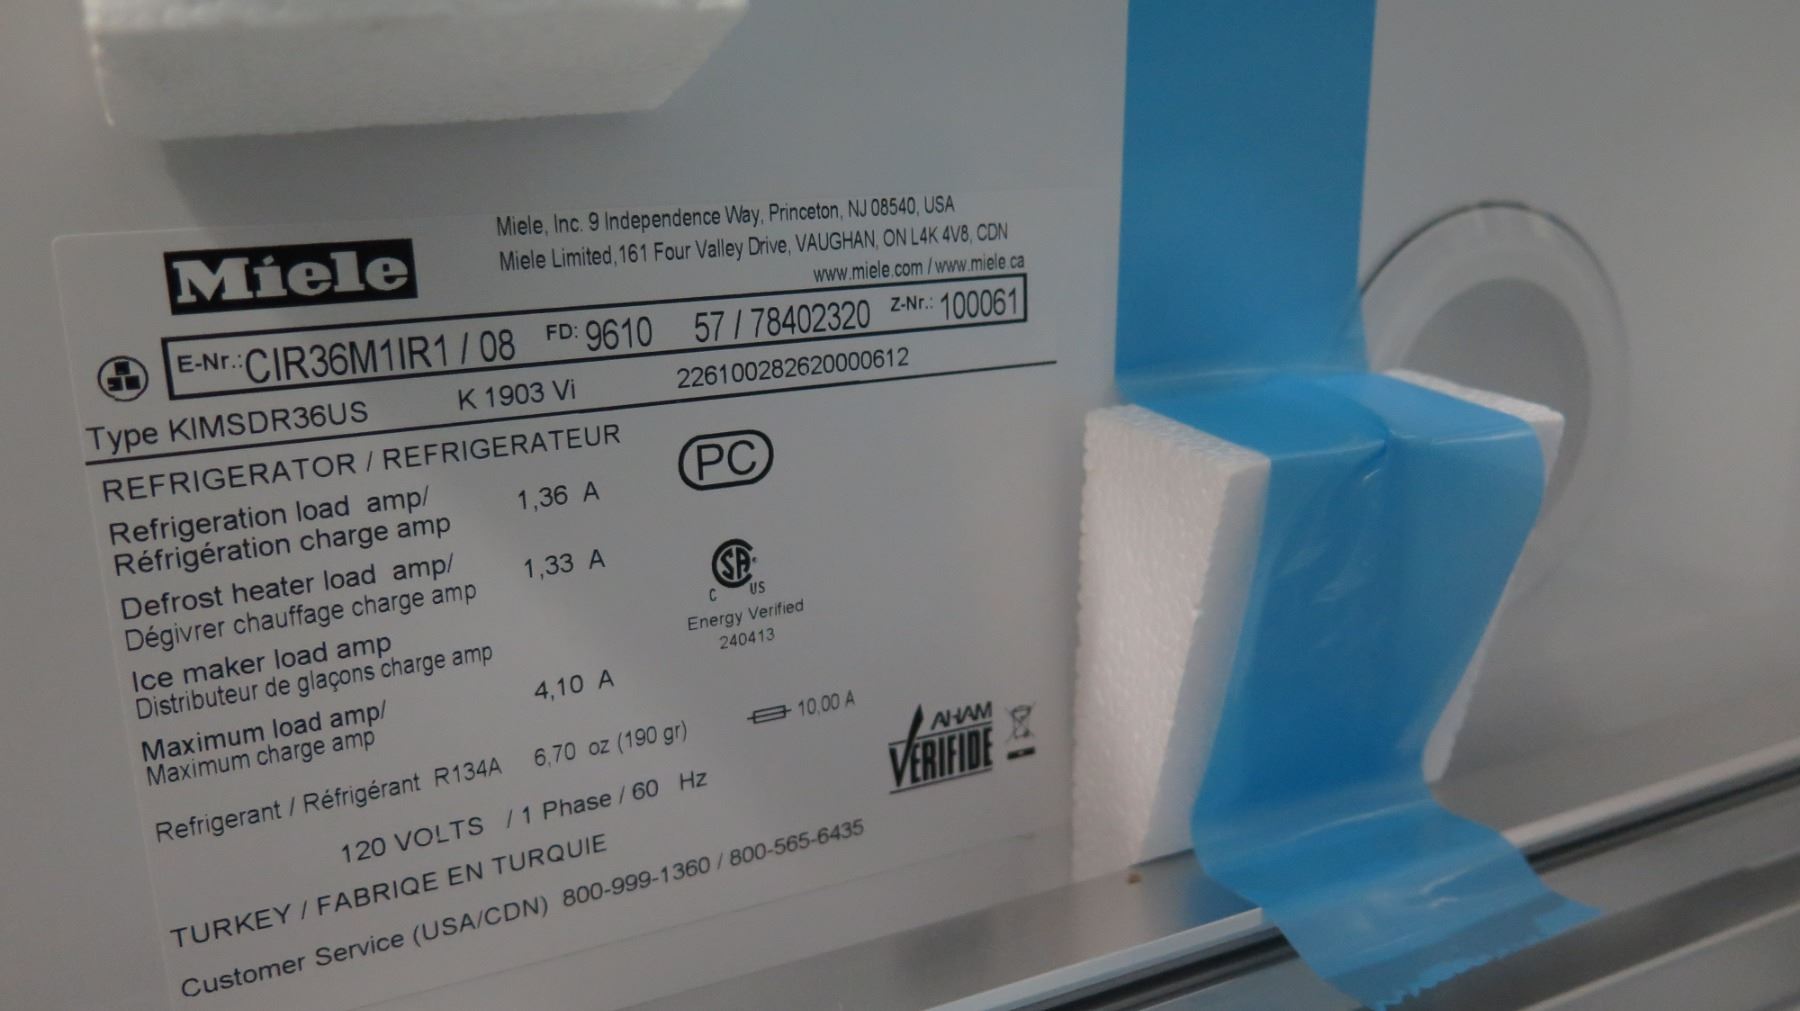 Miele
Miele, Inc. 9 Independence Way, Princeton, NJ 08540, USA
Miele Limited,161 Four Valley Drive, VAUGHAN, ON L4K 4V8, CDN
www.miele.com / www.miele.ca
E-Nr.:CIR36M1IR1 / 08 FD: 9610 57 / 78402320 Z-Nr.: 100061
Type KIMSDR36US K 1903 Vi 226100282620000612
REFRIGERATOR / REFRIGERATEUR
PC
Refrigeration load amp/ 1,36 A
Réfrigération charge amp
Defrost heater load amp/ 1,33 A
Dégivrer chauffage charge amp
SA
C US
Energy Verified
240413
Ice maker load amp
Distributeur de glaçons charge amp
Maximum load amp/ 4,10 A
Maximum charge amp
10,00 A
Refrigerant / Réfrigérant R134A 6,70 oz (190 gr)
AHAM
VERIFIDE
120 VOLTS / 1 Phase / 60 Hz
TURKEY / FABRIQE EN TURQUIE
Customer Service (USA/CDN) 800-999-1360 / 800-565-6435